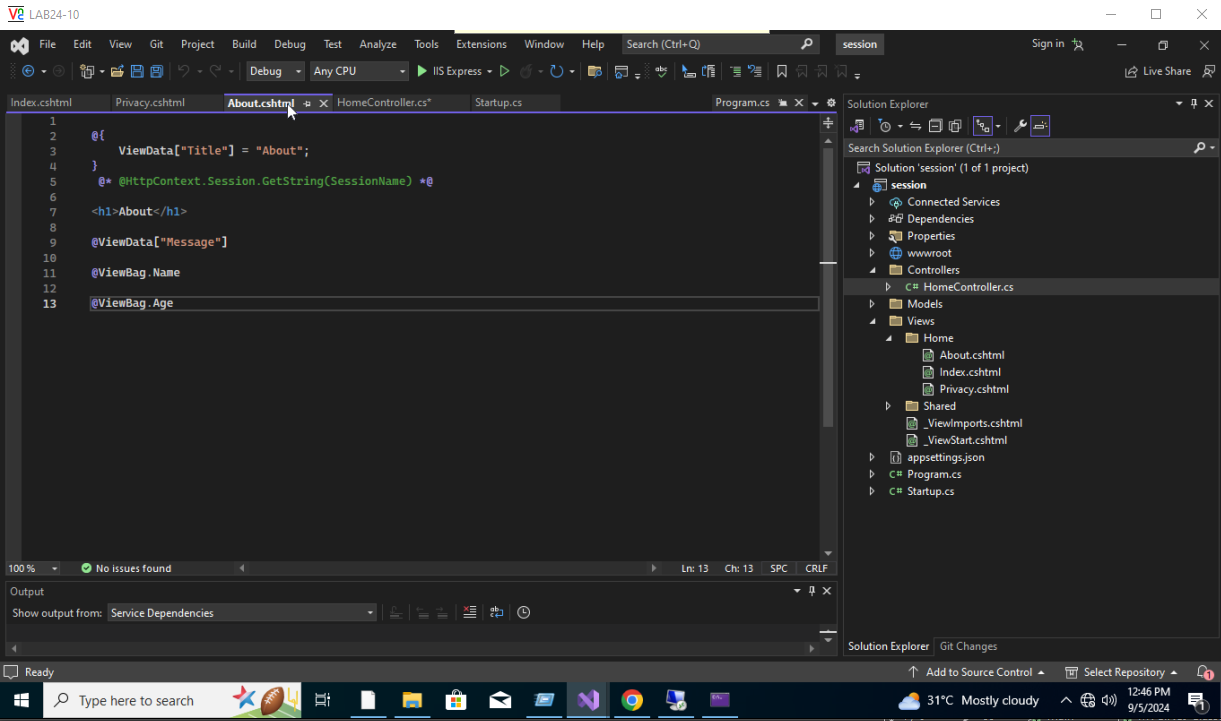 LAB24-10
File Edit View Git Project Build Debug Test Analyze Tools Extensions Window Help Search (Ctrl+Q) session Sign in
Debug Any CPU IIS Express Live Share
Index.cshtml Privacy.cshtml About.cshtml HomeController.cs* Startup.cs Program.cs
1
2 @{
3 ViewData["Title"] = "About";
4 }
5 @* @HttpContext.Session.GetString(SessionName) *@
6
7 <h1>About</h1>
8
9 @ViewData["Message"]
10
11 @ViewBag.Name
12
13 @ViewBag.Age
100 % No issues found Ln: 13 Ch: 13 SPC CRLF
Output
Show output from: Service Dependencies
Solution Explorer
Search Solution Explorer (Ctrl+;)
Solution 'session' (1 of 1 project)
session
Connected Services
Dependencies
Properties
wwwroot
Controllers
C# HomeController.cs
Models
Views
Home
About.cshtml
Index.cshtml
Privacy.cshtml
Shared
_ViewImports.cshtml
_ViewStart.cshtml
appsettings.json
C# Program.cs
C# Startup.cs
Solution Explorer Git Changes
Ready Add to Source Control Select Repository 1
Type here to search 31°C Mostly cloudy 12:46 PM
9/5/2024 1